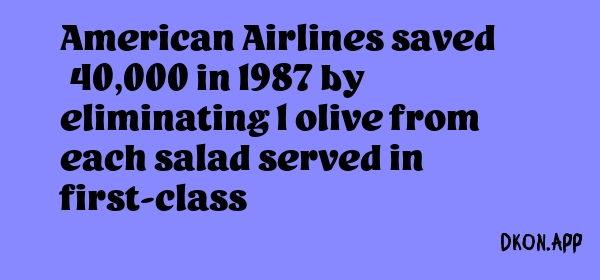 American Airlines saved
40,000 in 1987 by
eliminating 1 olive from
each salad served in
first-class
DKON.APP